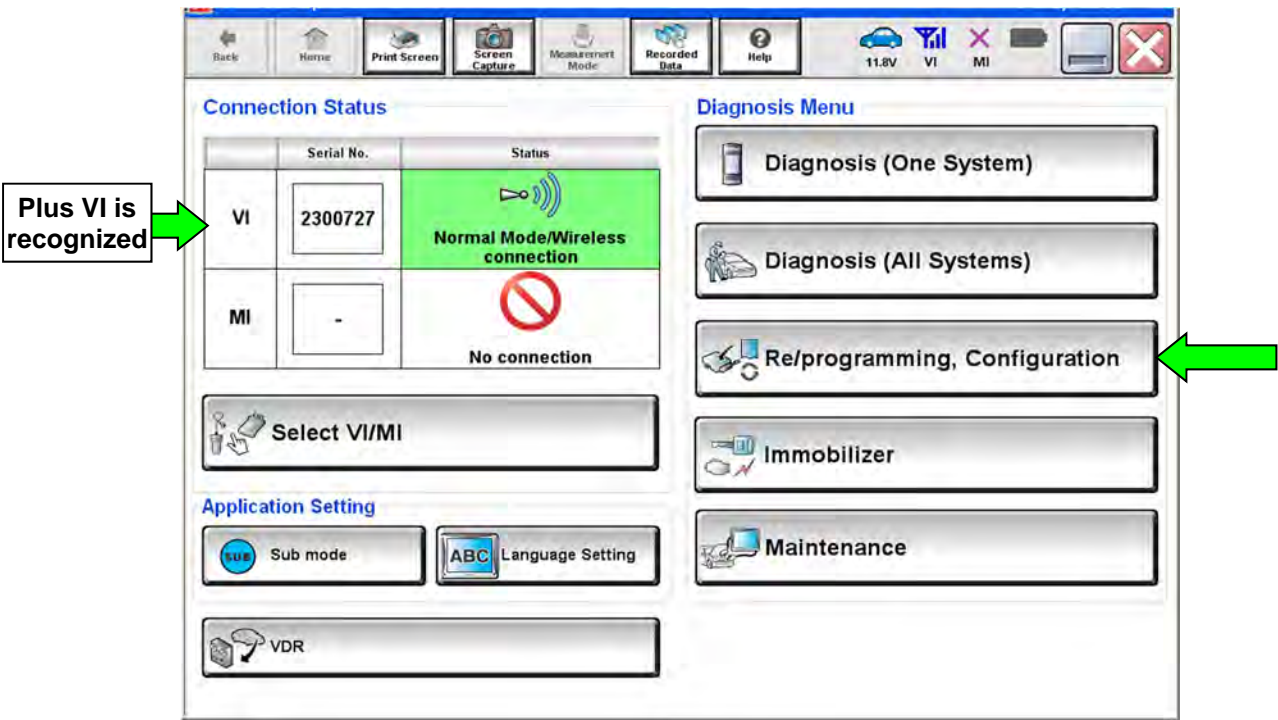 Back
Home
Print Screen
Screen
Capture
Measurement
Mode
Recorded
Data
Help
11.8V
VI
MI
Connection Status
Serial No.
Status
VI
2300727
Normal Mode/Wireless
connection
MI
-
No connection
Select VI/MI
Application Setting
SUB
Sub mode
ABC
Language Setting
VDR
Diagnosis Menu
Diagnosis (One System)
Diagnosis (All Systems)
Re/programming, Configuration
Immobilizer
Maintenance
Plus VI is
recognized